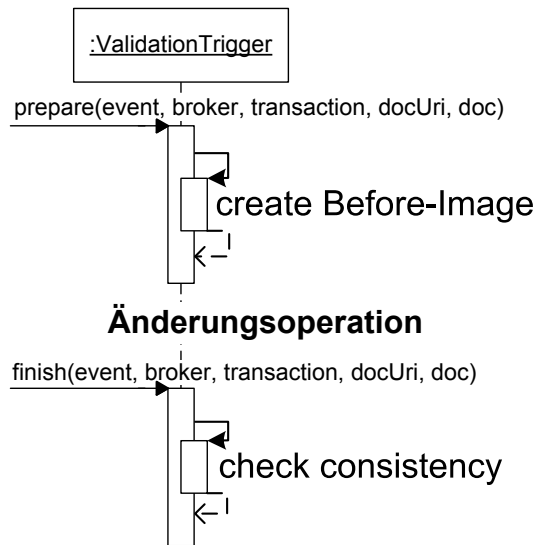 :ValidationTrigger
prepare(event, broker, transaction, docUri, doc)
create Before-Image
Änderungsoperation
finish(event, broker, transaction, docUri, doc)
check consistency